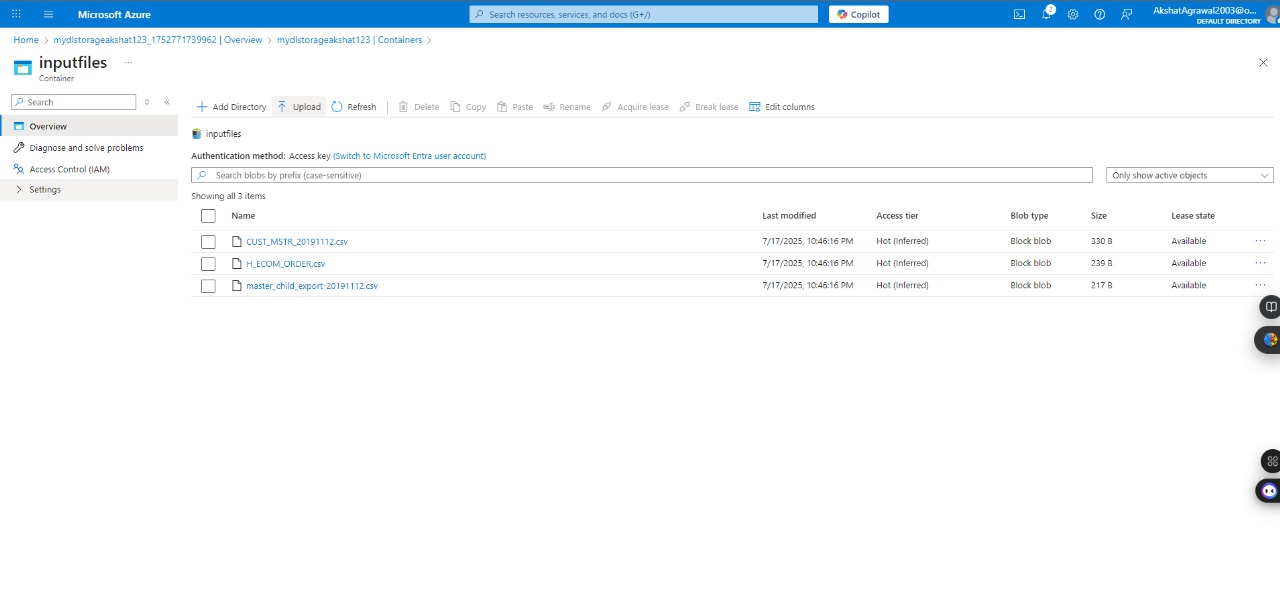 Microsoft Azure
Search resources, services, and docs (G+/)
Copilot
2
AkshatAgrawal2003@o...
DEFAULT DIRECTORY
Home > mydlstorageakshat123_1752771739962 | Overview > mydlstorageakshat123 | Containers >
inputfiles ...
Container
Search
Overview
Diagnose and solve problems
Access Control (IAM)
Settings
Add Directory Upload Refresh Delete Copy Paste Rename Acquire lease Break lease Edit columns
inputfiles
Authentication method: Access key (Switch to Microsoft Entra user account)
Search blobs by prefix (case-sensitive)
Only show active objects
Showing all 3 items
Name Last modified Access tier Blob type Size Lease state
CUST_MSTR_20191112.csv 7/17/2025, 10:46:16 PM Hot (Inferred) Block blob 330 B Available ...
H_ECOM_ORDER.csv 7/17/2025, 10:46:16 PM Hot (Inferred) Block blob 239 B Available ...
master_child_export-20191112.csv 7/17/2025, 10:46:16 PM Hot (Inferred) Block blob 217 B Available ...